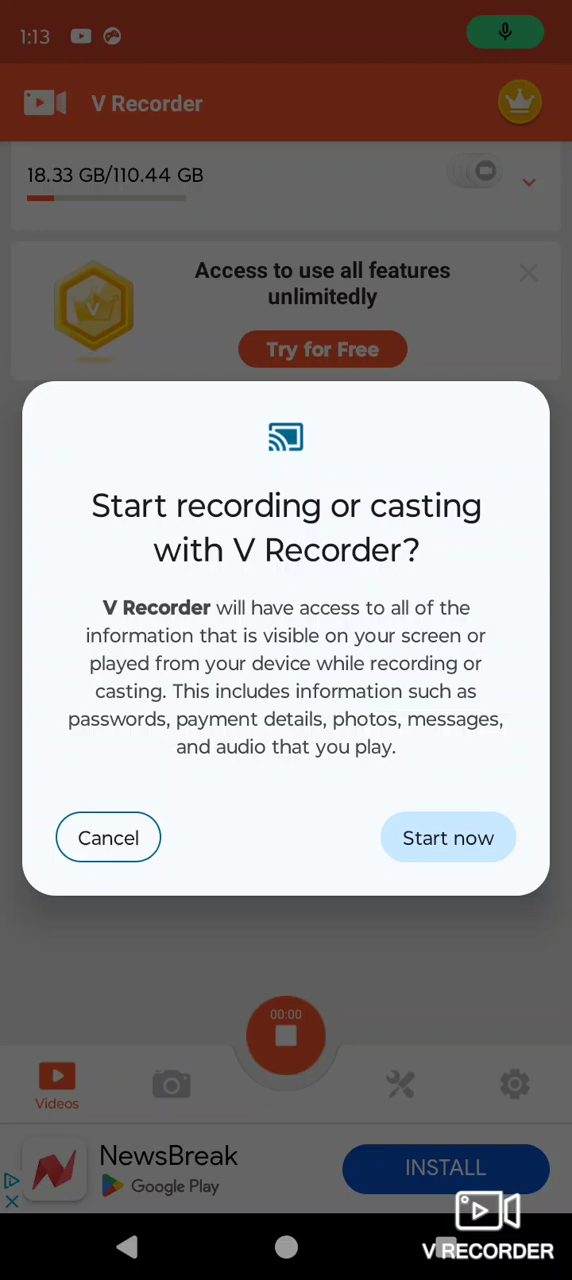 1:13
V Recorder
18.33 GB/110.44 GB
Access to use all features
unlimitedly
V
Try for Free
Start recording or casting
with V Recorder?
V Recorder will have access to all of the
information that is visible on your screen or
played from your device while recording or
casting. This includes information such as
passwords, payment details, photos, messages,
and audio that you play.
Cancel
Start now
00:00
Videos
NewsBreak
Google Play
INSTALL
V RECORDER